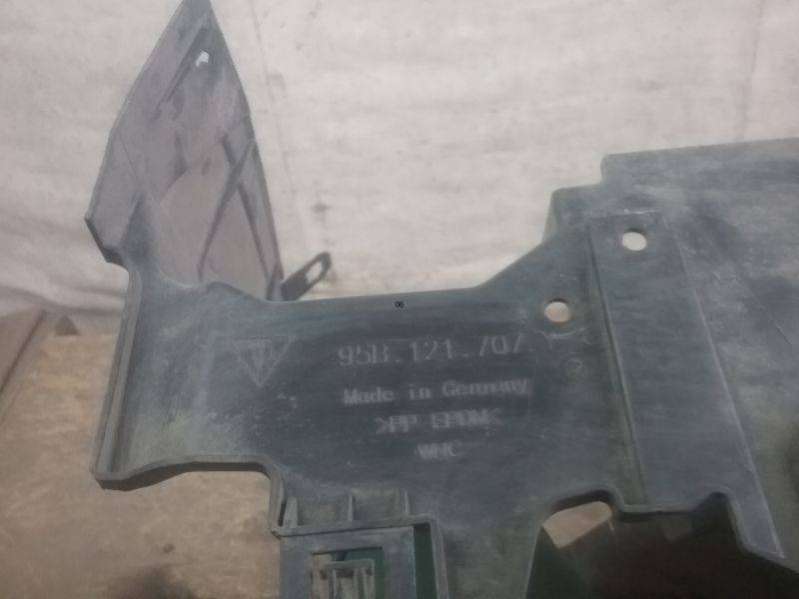 95B.121.707
Made in Germany
>PP EPDM<